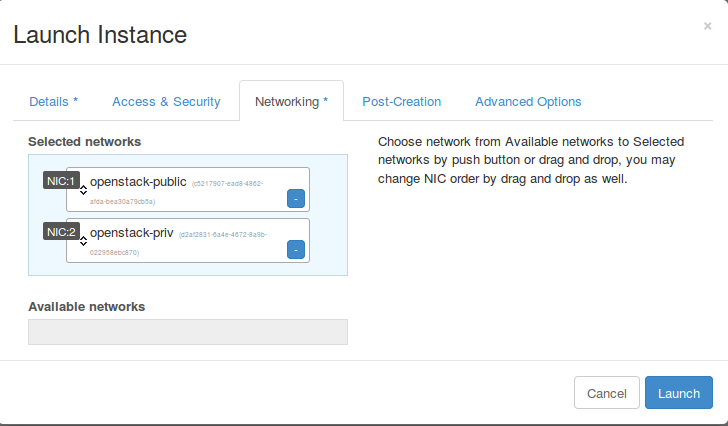 Launch Instance
×
Details *
Access & Security
Networking *
Post-Creation
Advanced Options
Selected networks
NIC:1
openstack-public (c5217907-ead8-4862-
afda-bea30a79cb5a)
-
NIC:2
openstack-priv (d2af2831-6a4e-4672-8a9b-
022958ebc870)
-
Available networks
Choose network from Available networks to Selected
networks by push button or drag and drop, you may
change NIC order by drag and drop as well.
Cancel
Launch